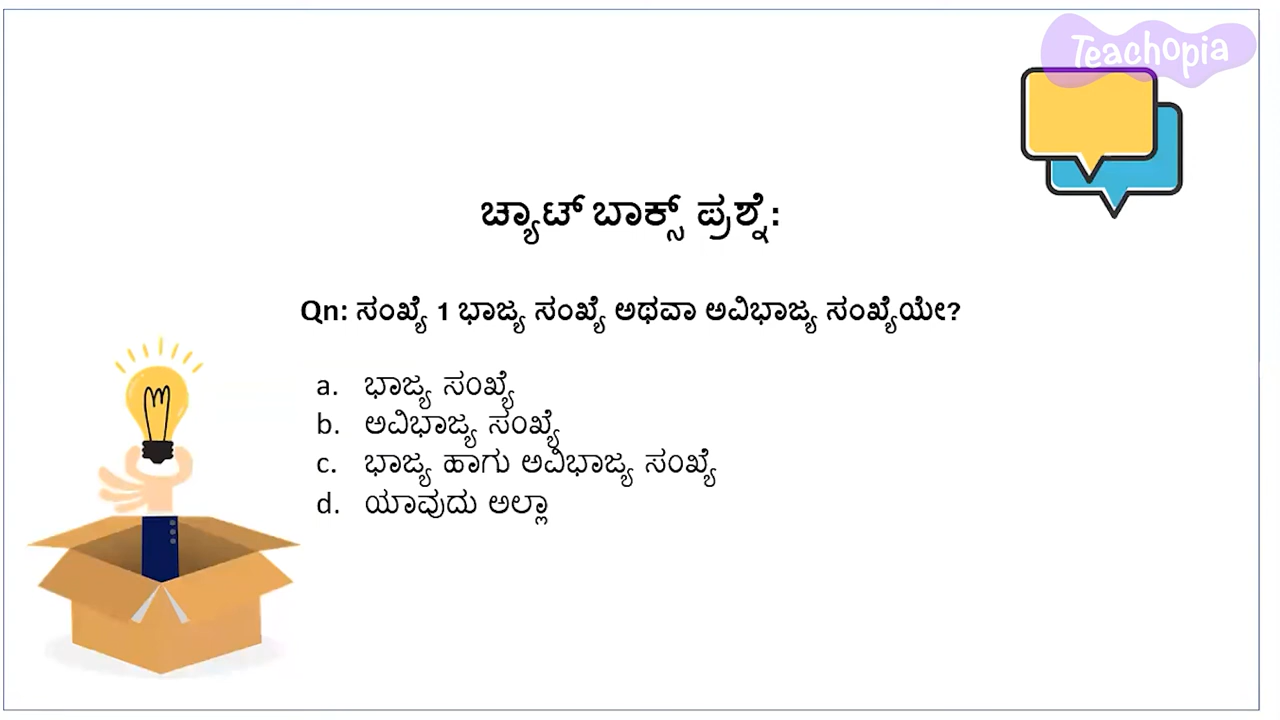 Teachopia
ಚ್ಯಾಟ್ ಬಾಕ್ಸ್ ಪ್ರಶ್ನೆ:
Qn: ಸಂಖ್ಯೆ 1 ಭಾಜ್ಯ ಸಂಖ್ಯೆ ಅಥವಾ ಅವಿಭಾಜ್ಯ ಸಂಖ್ಯೆಯೇ?
a. ಭಾಜ್ಯ ಸಂಖ್ಯೆ
b. ಅವಿಭಾಜ್ಯ ಸಂಖ್ಯೆ
c. ಭಾಜ್ಯ ಹಾಗು ಅವಿಭಾಜ್ಯ ಸಂಖ್ಯೆ
d. ಯಾವುದು ಅಲ್ಲಾ